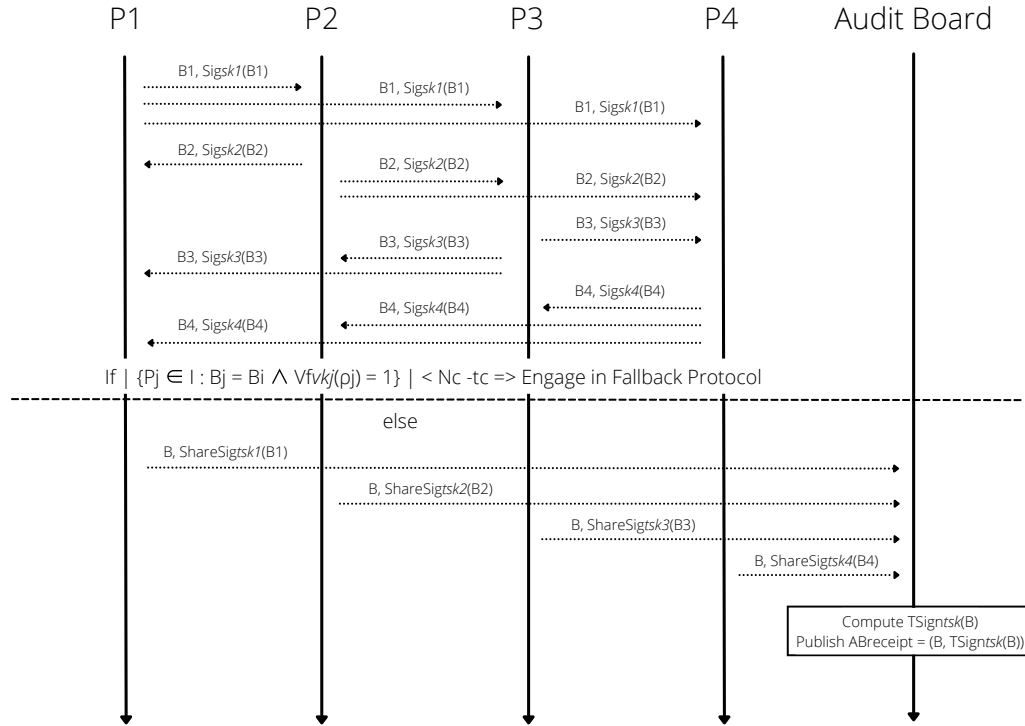 P1 P2 P3 P4 Audit Board
B1, Sigsk1(B1)
B1, Sigsk1(B1)
B1, Sigsk1(B1)
B2, Sigsk2(B2)
B2, Sigsk2(B2)
B2, Sigsk2(B2)
B3, Sigsk3(B3)
B3, Sigsk3(B3)
B3, Sigsk3(B3)
B4, Sigsk4(B4)
B4, Sigsk4(B4)
B4, Sigsk4(B4)
If | {Pj ∈ I : Bj = Bi ∧ Vfvkj(ρj) = 1} | < Nc -tc => Engage in Fallback Protocol
else
B, ShareSigtsk1(B1)
B, ShareSigtsk2(B2)
B, ShareSigtsk3(B3)
B, ShareSigtsk4(B4)
Compute TSigntsk(B)
Publish ABreceipt = (B, TSigntsk(B))